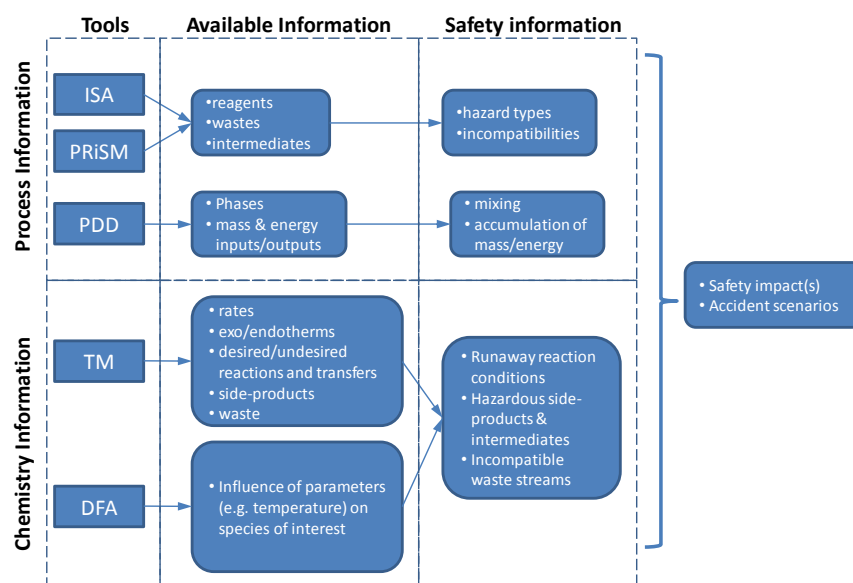 Tools
Available Information
Safety information
Process Information
ISA
PRiSM
•reagents
•wastes
•intermediates
•hazard types
•incompatibilities
PDD
• Phases
• mass & energy
inputs/outputs
• mixing
• accumulation of
mass/energy
• Safety impact(s)
• Accident scenarios
Chemistry Information
TM
• rates
• exo/endotherms
• desired/undesired
reactions and transfers
• side-products
• waste
• Runaway reaction
conditions
• Hazardous side-
products &
intermediates
• Incompatible
waste streams
DFA
• Influence of parameters
(e.g. temperature) on
species of interest